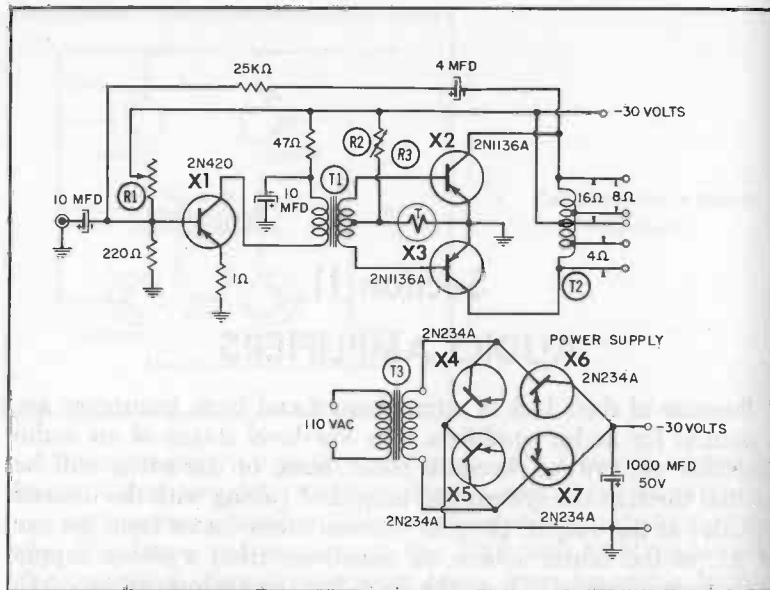 25KΩ
4 MFD
-30 VOLTS
47Ω
R2
R3
X2
2N1136A
2N420
X1
R1
10 MFD
10
MFD
T1
T
16Ω
8Ω
X3
220Ω
1Ω
2N1136A
4Ω
T2
2N234A
POWER SUPPLY
X4
X6
T3
2N234A
110 VAC
-30 VOLTS
1000 MFD
50V
X5
X7
2N234A
2N234A